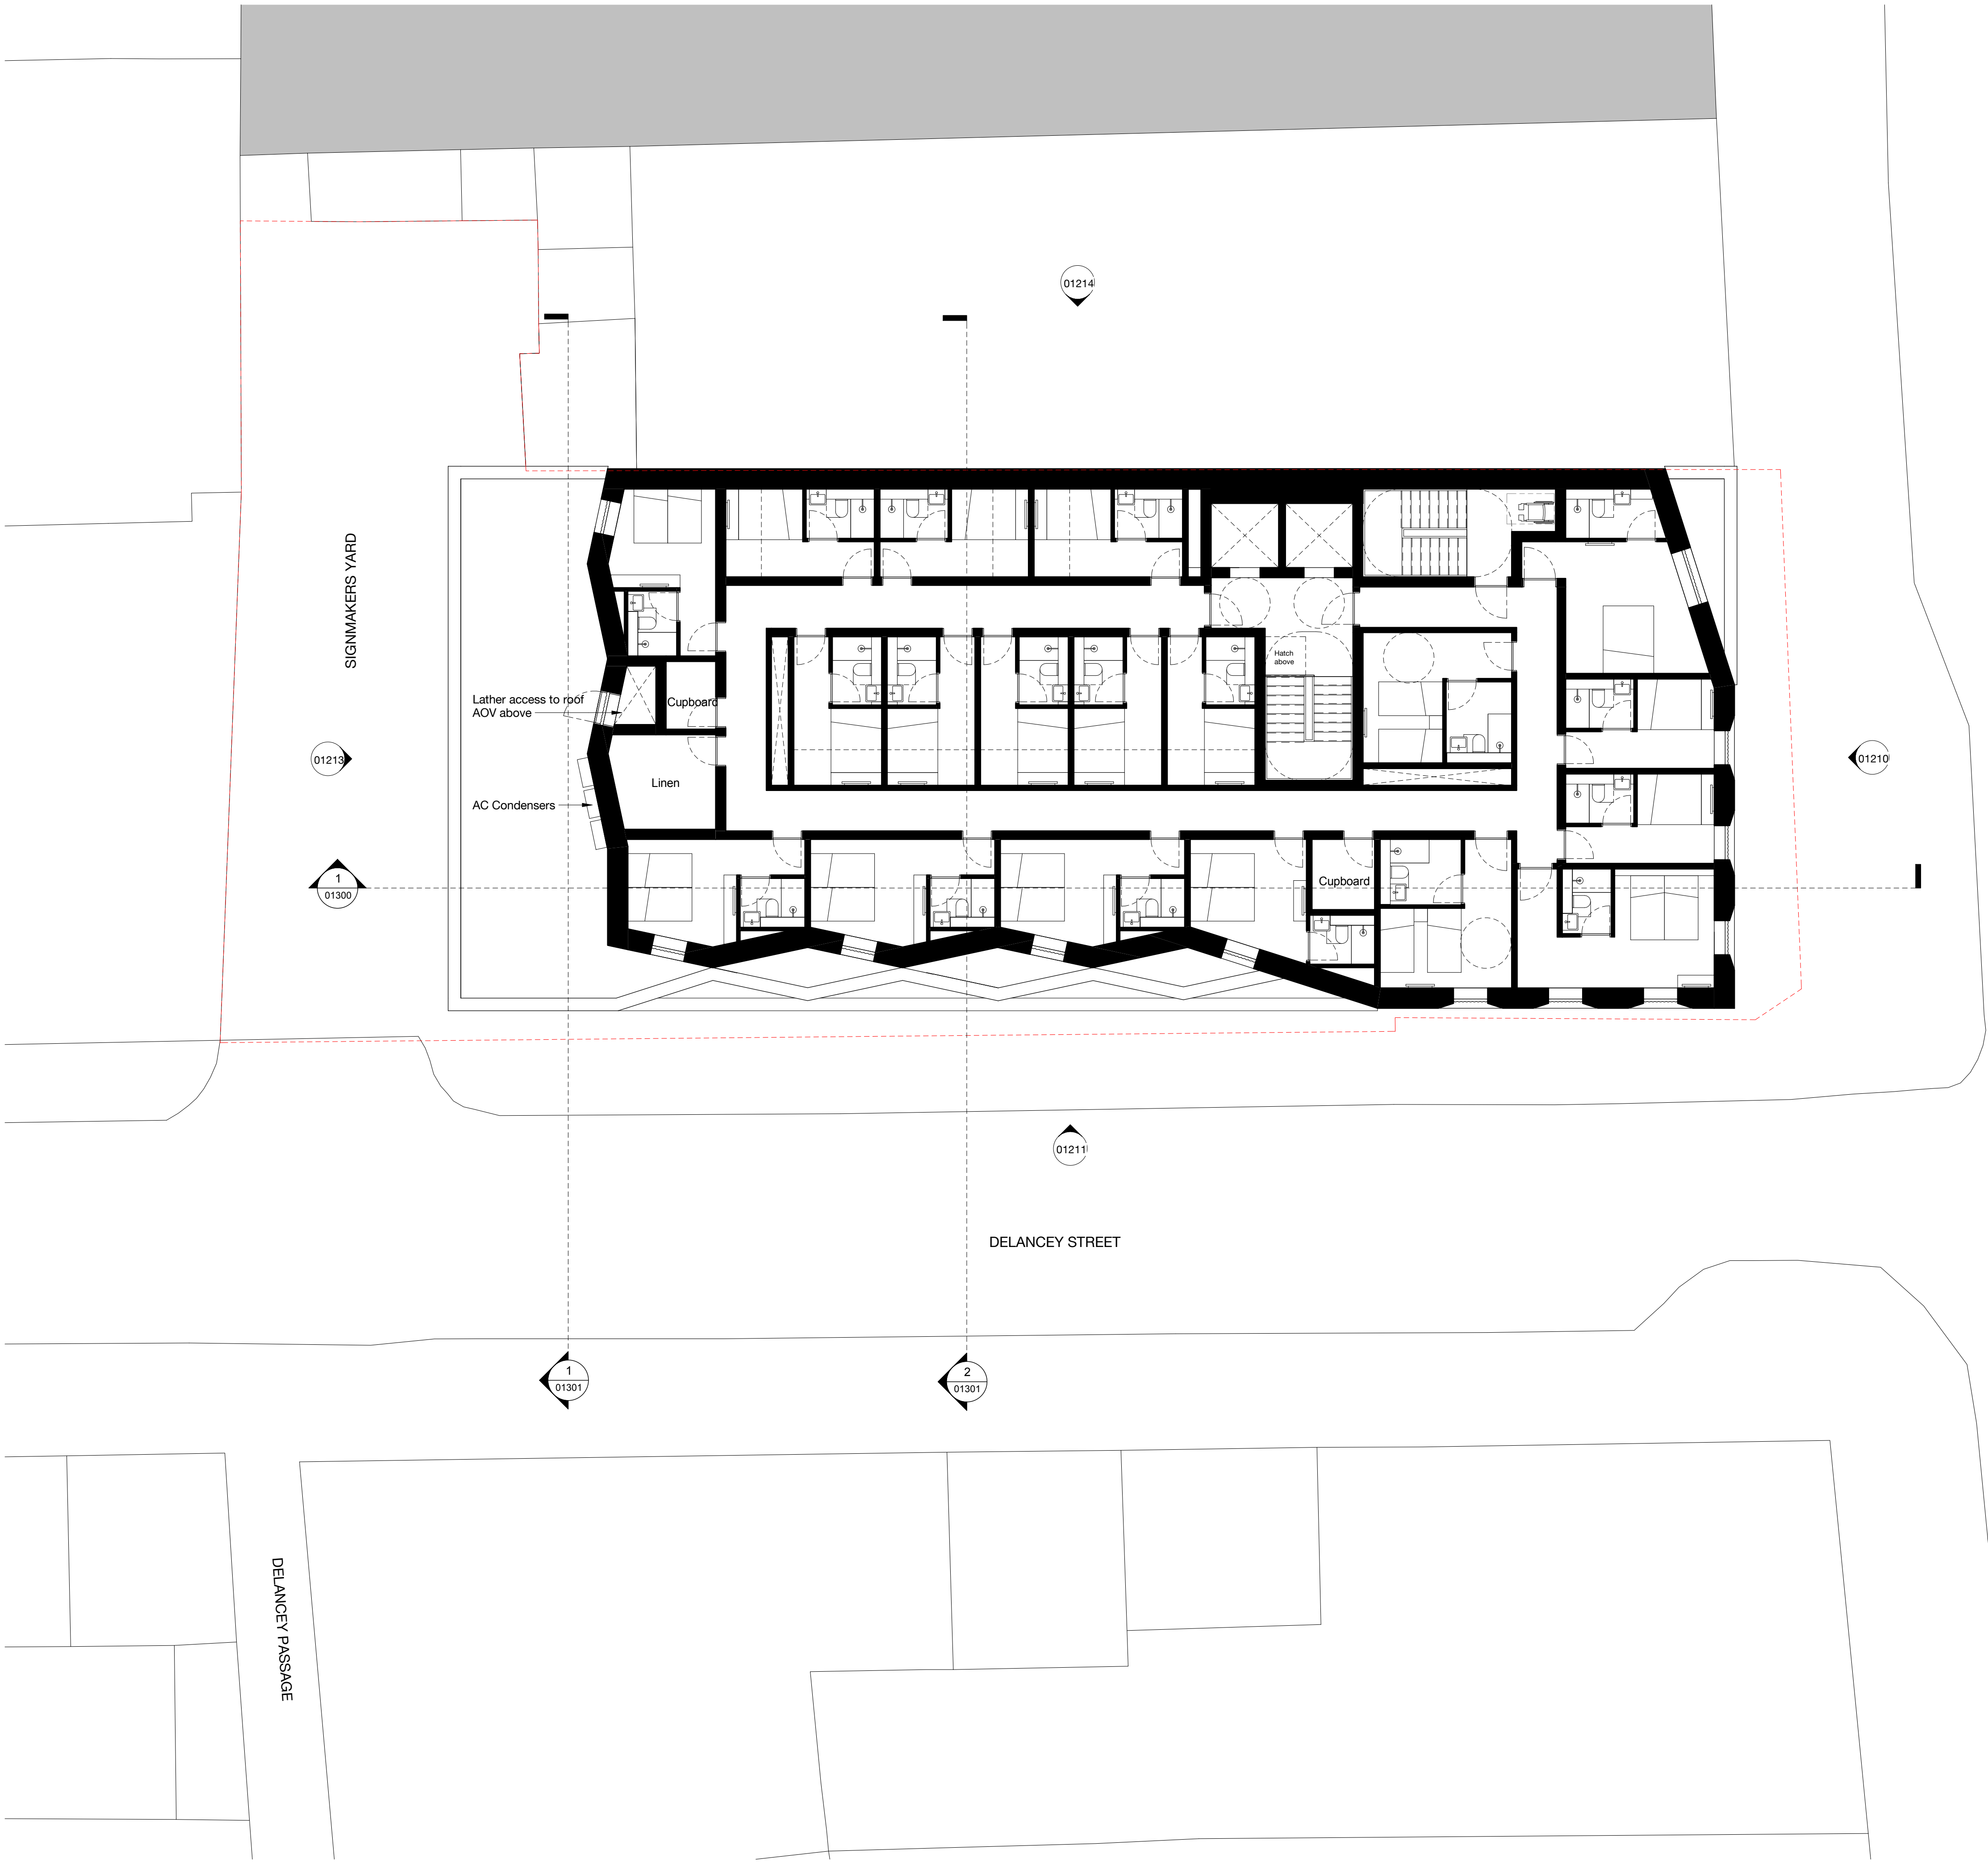 01214
SIGNMAKERS YARD
Hatch
above
Lather access to roof
AOV above
Cupboard
01213
01210
Linen
AC Condensers
1
01300
Cupboard
01211
DELANCEY STREET
1
01301
2
01301
DELANCEY PASSAGE